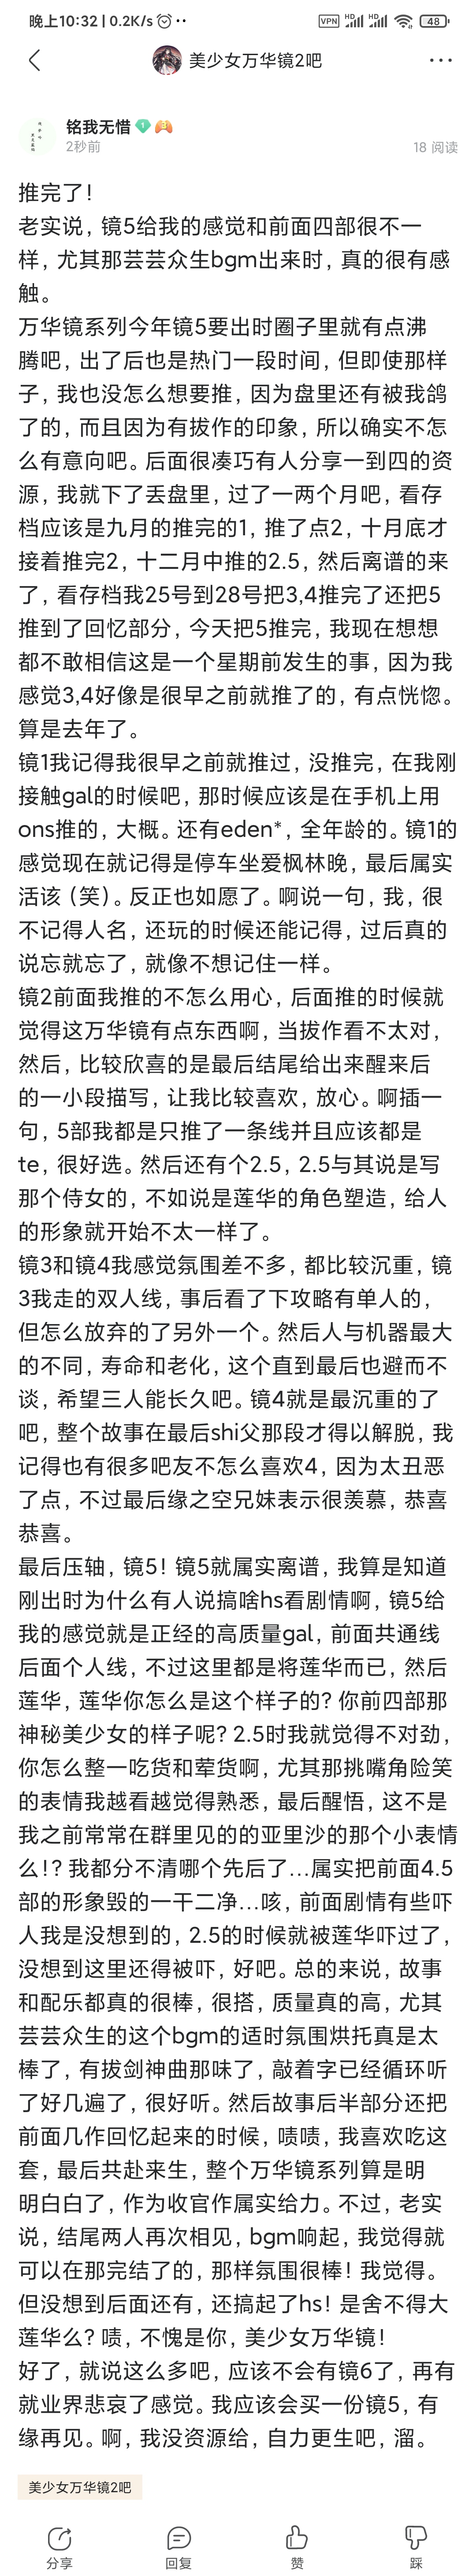 晚上10:32 | 0.2K/s
VPN HD HD 48
美少女万华镜2吧
铭我无惜
2秒前
18 阅读
推完了！
老实说，镜5给我的感觉和前面四部很不一
样，尤其那芸芸众生bgm出来时，真的很有感
触。
万华镜系列今年镜5要出时圈子里就有点沸
腾吧，出了后也是热门一段时间，但即使那样
子，我也没怎么想要推，因为盘里还有被我鸽
了的，而且因为有拔作的印象，所以确实不怎
么有意向吧。后面很凑巧有人分享一到四的资
源，我就下了丢盘里，过了一两个月吧，看存
档应该是九月的推完的1，推了点2，十月底才
接着推完2，十二月中推的2.5，然后离谱的来
了，看存档我25号到28号把3,4推完了还把5
推到了回忆部分，今天把5推完，我现在想想
都不敢相信这是一个星期前发生的事，因为我
感觉3,4好像是很早之前就推了的，有点恍惚。
算是去年了。
镜1我记得我很早之前就推过，没推完，在我刚
接触gal的时候吧，那时候应该是在手机上用
ons推的，大概。还有eden*，全年龄的。镜1的
感觉现在就记得是停车坐爱枫林晚，最后属实
活该（笑）。反正也如愿了。啊说一句，我，很
不记得人名，还玩的时候还能记得，过后真的
说忘就忘了，就像不想记住一样。
镜2前面我推的不怎么用心，后面推的时候就
觉得这万华镜有点东西啊，当拔作看不太对，
然后，比较欣喜的是最后结尾给出来醒来后
的一小段描写，让我比较喜欢，放心。啊插一
句，5部我都是只推了一条线并且应该都是
te，很好选。然后还有个2.5，2.5与其说是写
那个侍女的，不如说是莲华的角色塑造，给人
的形象就开始不太一样了。
镜3和镜4我感觉氛围差不多，都比较沉重，镜
3我走的双人线，事后看了下攻略有单人的，
但怎么放弃的了另外一个。然后人与机器最大
的不同，寿命和老化，这个直到最后也避而不
谈，希望三人能长久吧。镜4就是最沉重的了
吧，整个故事在最后shi父那段才得以解脱，我
记得也有很多吧友不怎么喜欢4，因为太丑恶
了点，不过最后缘之空兄妹表示很羡慕，恭喜
恭喜。
最后压轴，镜5！镜5就属实离谱，我算是知道
刚出时为什么有人说搞啥hs看剧情啊，镜5给
我的感觉就是正经的高质量gal，前面共通线
后面个人线，不过这里都是将莲华而已，然后
莲华，莲华你怎么是这个样子的？你前四部那
神秘美少女的样子呢？2.5时我就觉得不对劲，
你怎么整一吃货和荤货啊，尤其那挑嘴角险笑
的表情我越看越觉得熟悉，最后醒悟，这不是
我之前常常在群里见的的亚里沙的那个小表情
么！？我都分不清哪个先后了...属实把前面4.5
部的形象毁的一干二净...咳，前面剧情有些吓
人我是没想到的，2.5的时候就被莲华吓过了，
没想到这里还得被吓，好吧。总的来说，故事
和配乐都真的很棒，很搭，质量真的高，尤其
芸芸众生的这个bgm的适时氛围烘托真是太
棒了，有拔剑神曲那味了，敲着字已经循环听
了好几遍了，很好听。然后故事后半部分还把
前面几作回忆起来的时候，啧啧，我喜欢吃这
套，最后共赴来生，整个万华镜系列算是明
明白白了，作为收官作属实给力。不过，老实
说，结尾两人再次相见，bgm响起，我觉得就
可以在那完结了的，那样氛围很棒！我觉得。
但没想到后面还有，还搞起了hs！是舍不得大
莲华么？啧，不愧是你，美少女万华镜！
好了，就说这么多吧，应该不会有镜6了，再有
就业界悲哀了感觉。我应该会买一份镜5，有
缘再见。啊，我没资源给，自力更生吧，溜。
美少女万华镜2吧
分享 回复 赞 踩